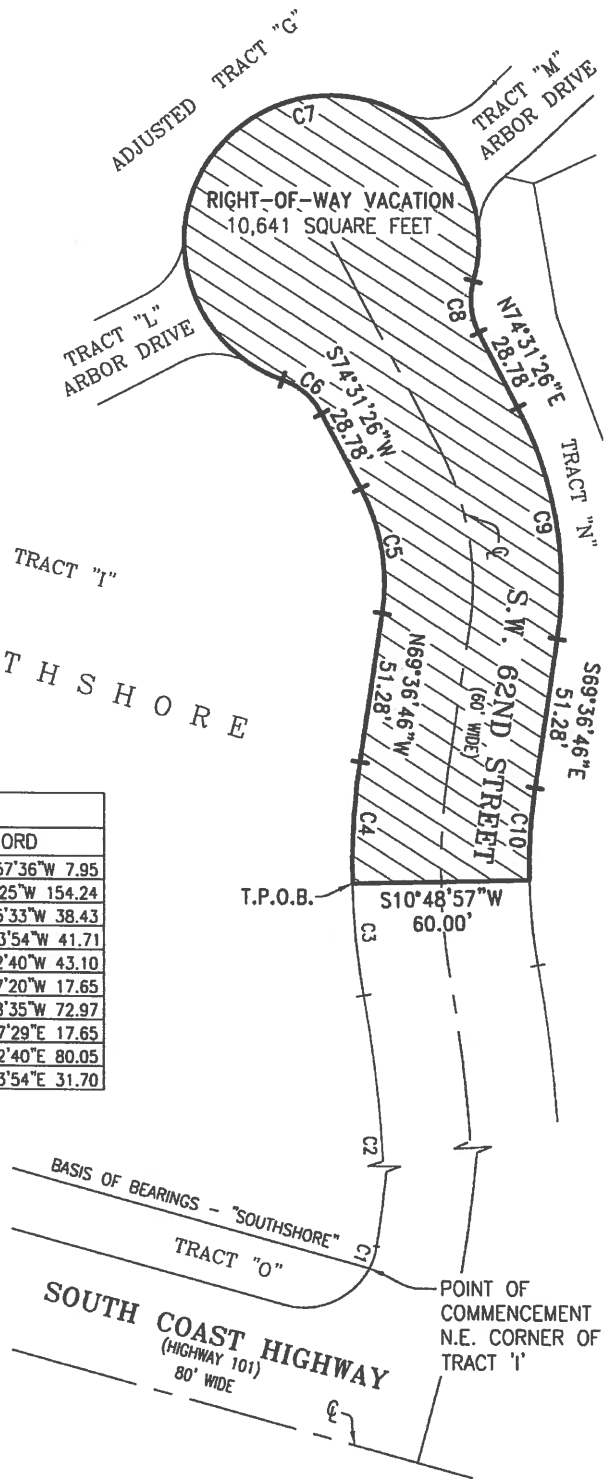 ADJUSTED TRACT "G"
C7
TRACT "M"
ARBOR DRIVE
RIGHT-OF-WAY VACATION
10,641 SQUARE FEET
C8
N74°31'26"E
28.78'
TRACT "L"
ARBOR DRIVE
C6
S74°31'26"W
28.78'
TRACT "N"
C9
C5
TRACT "I"
THSHORE
S.W. 62ND STREET
(60' WIDE)
N69°36'46"W
51.28'
S69°36'46"E
51.28'
C4
C10
T.P.O.B.
S10°48'57"W
60.00'
C3
ORD
57'36"W 7.95
25"W 154.24
6'33"W 38.43
3'54"W 41.71
2'40"W 43.10
7'20"W 17.65
8'35"W 72.97
7'29"E 17.65
2'40"E 80.05
3'54"E 31.70
C2
BASIS OF BEARINGS - "SOUTHSHORE"
C1
TRACT "O"
POINT OF
COMMENCEMENT
N.E. CORNER OF
TRACT 'I'
SOUTH COAST HIGHWAY
(HIGHWAY 101)
80' WIDE